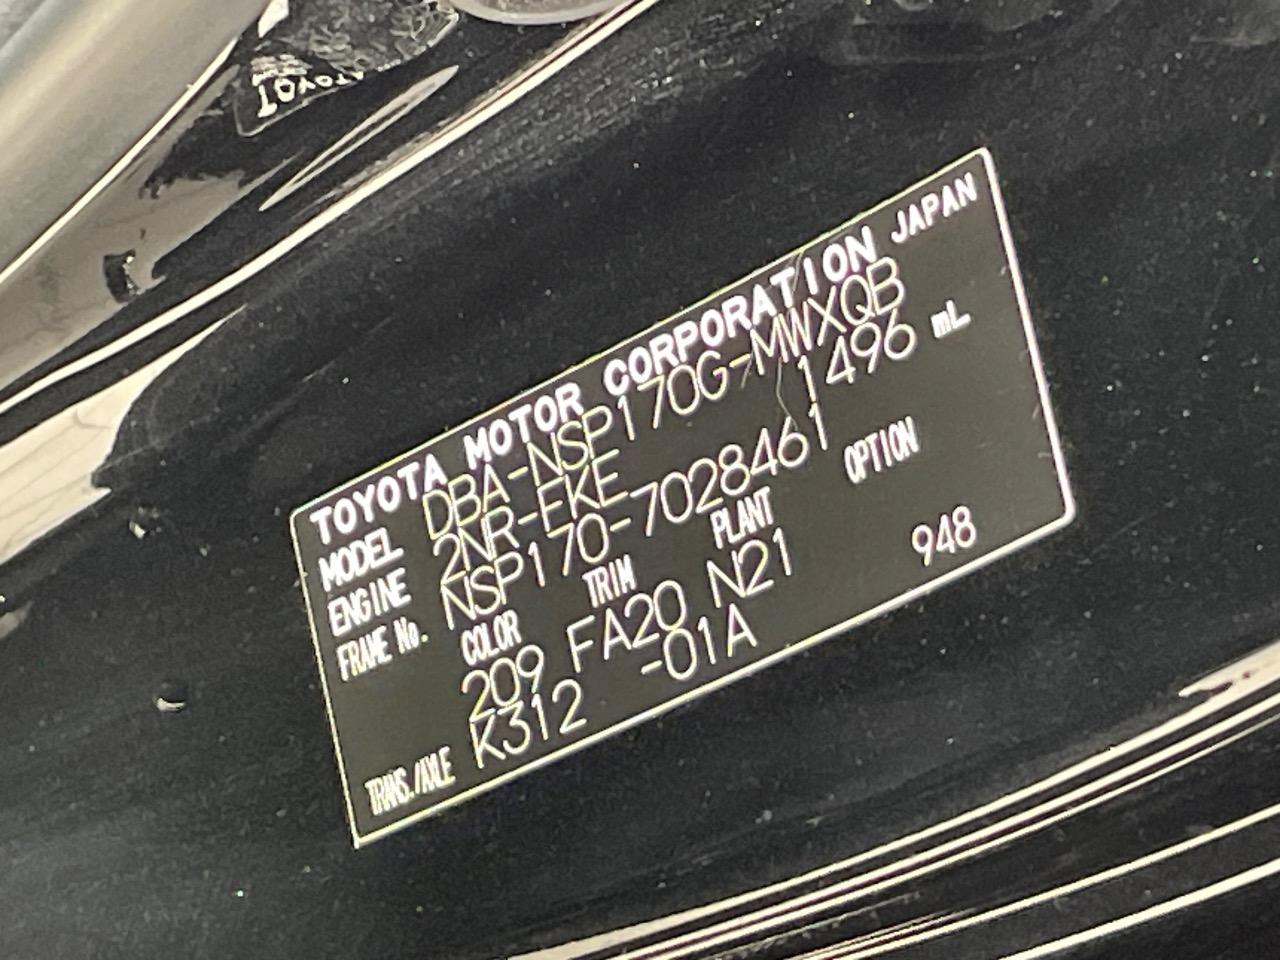 TOYOTA MOTOR CORPORATION JAPAN
MODEL DBA-NSP170G-MWXQB
ENGINE 2NR-FKE 1496 mL
FRAME No. NSP170-7028461
COLOR TRIM PLANT OPTION
209 FA20 N21 948
TRANS./AXLE K312 -01A
TOYOT